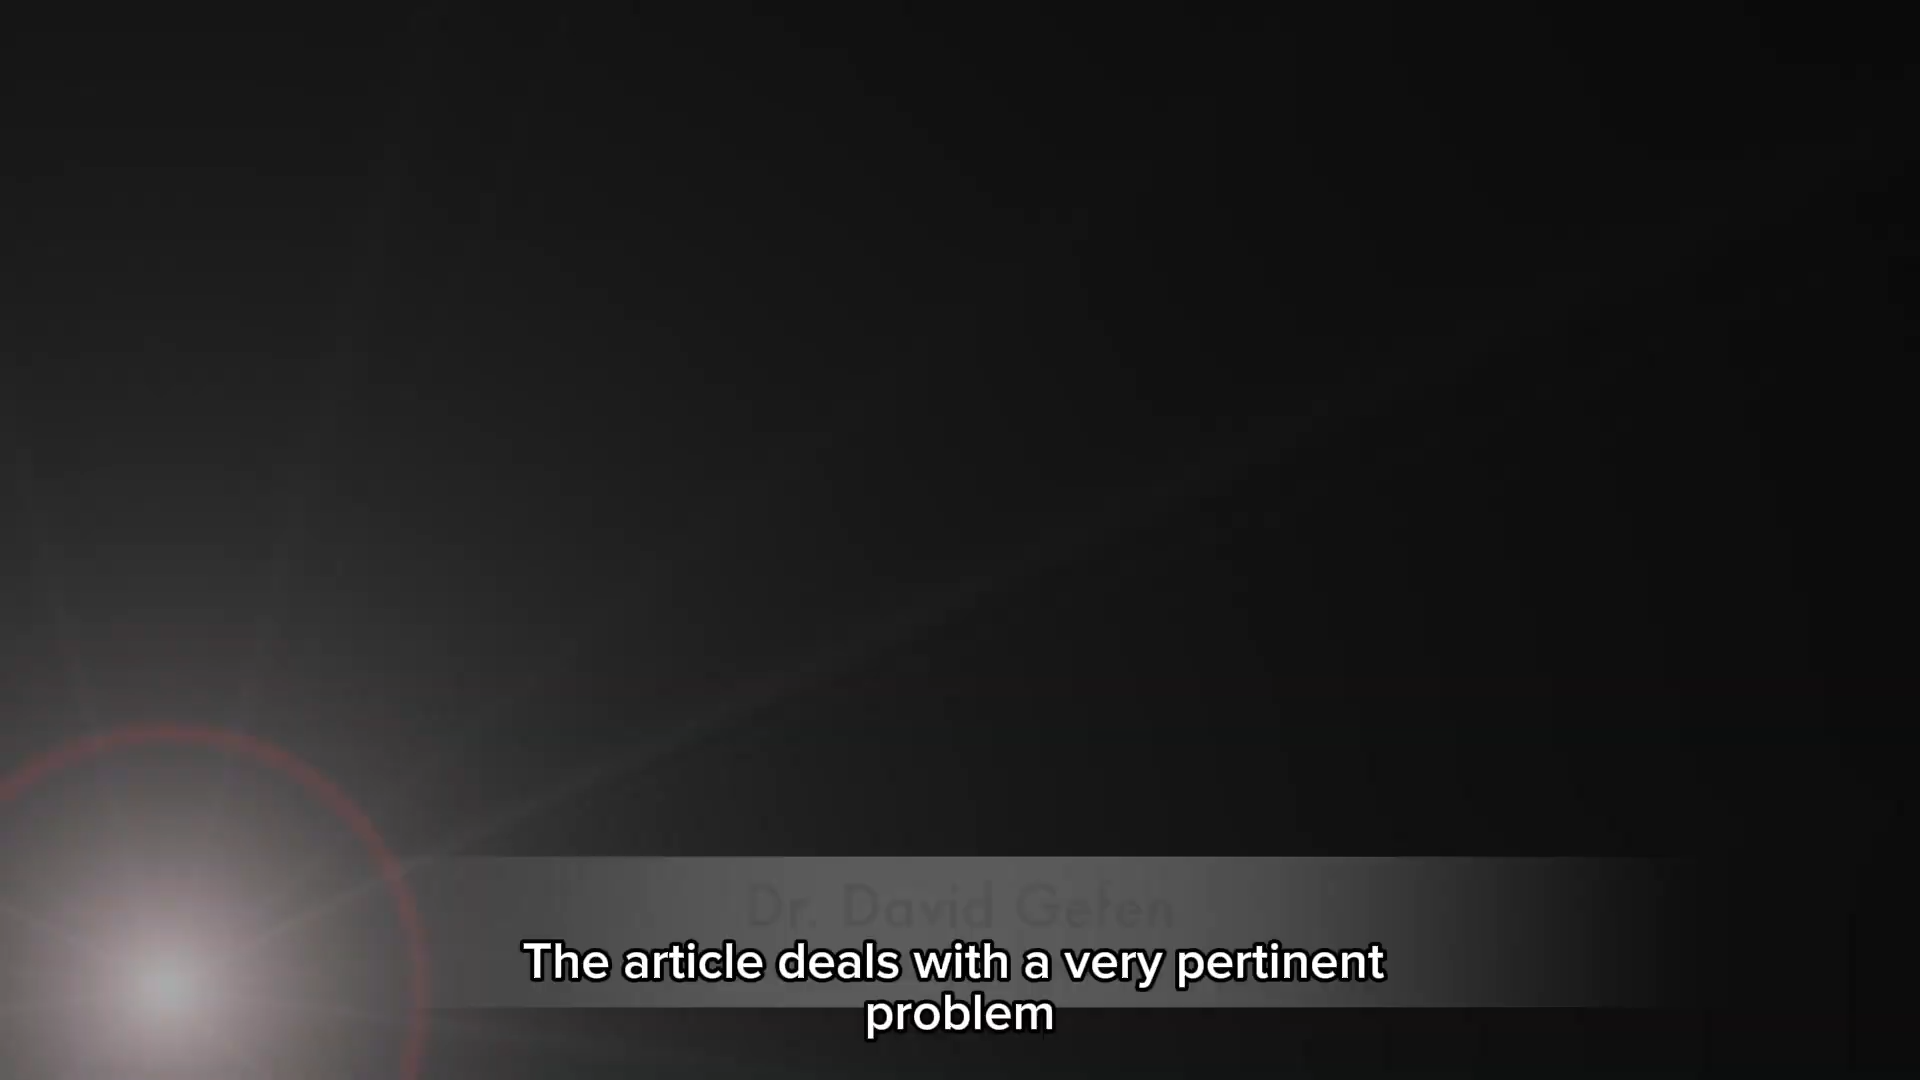 Dr. David Gefen
The article deals with a very pertinent
problem